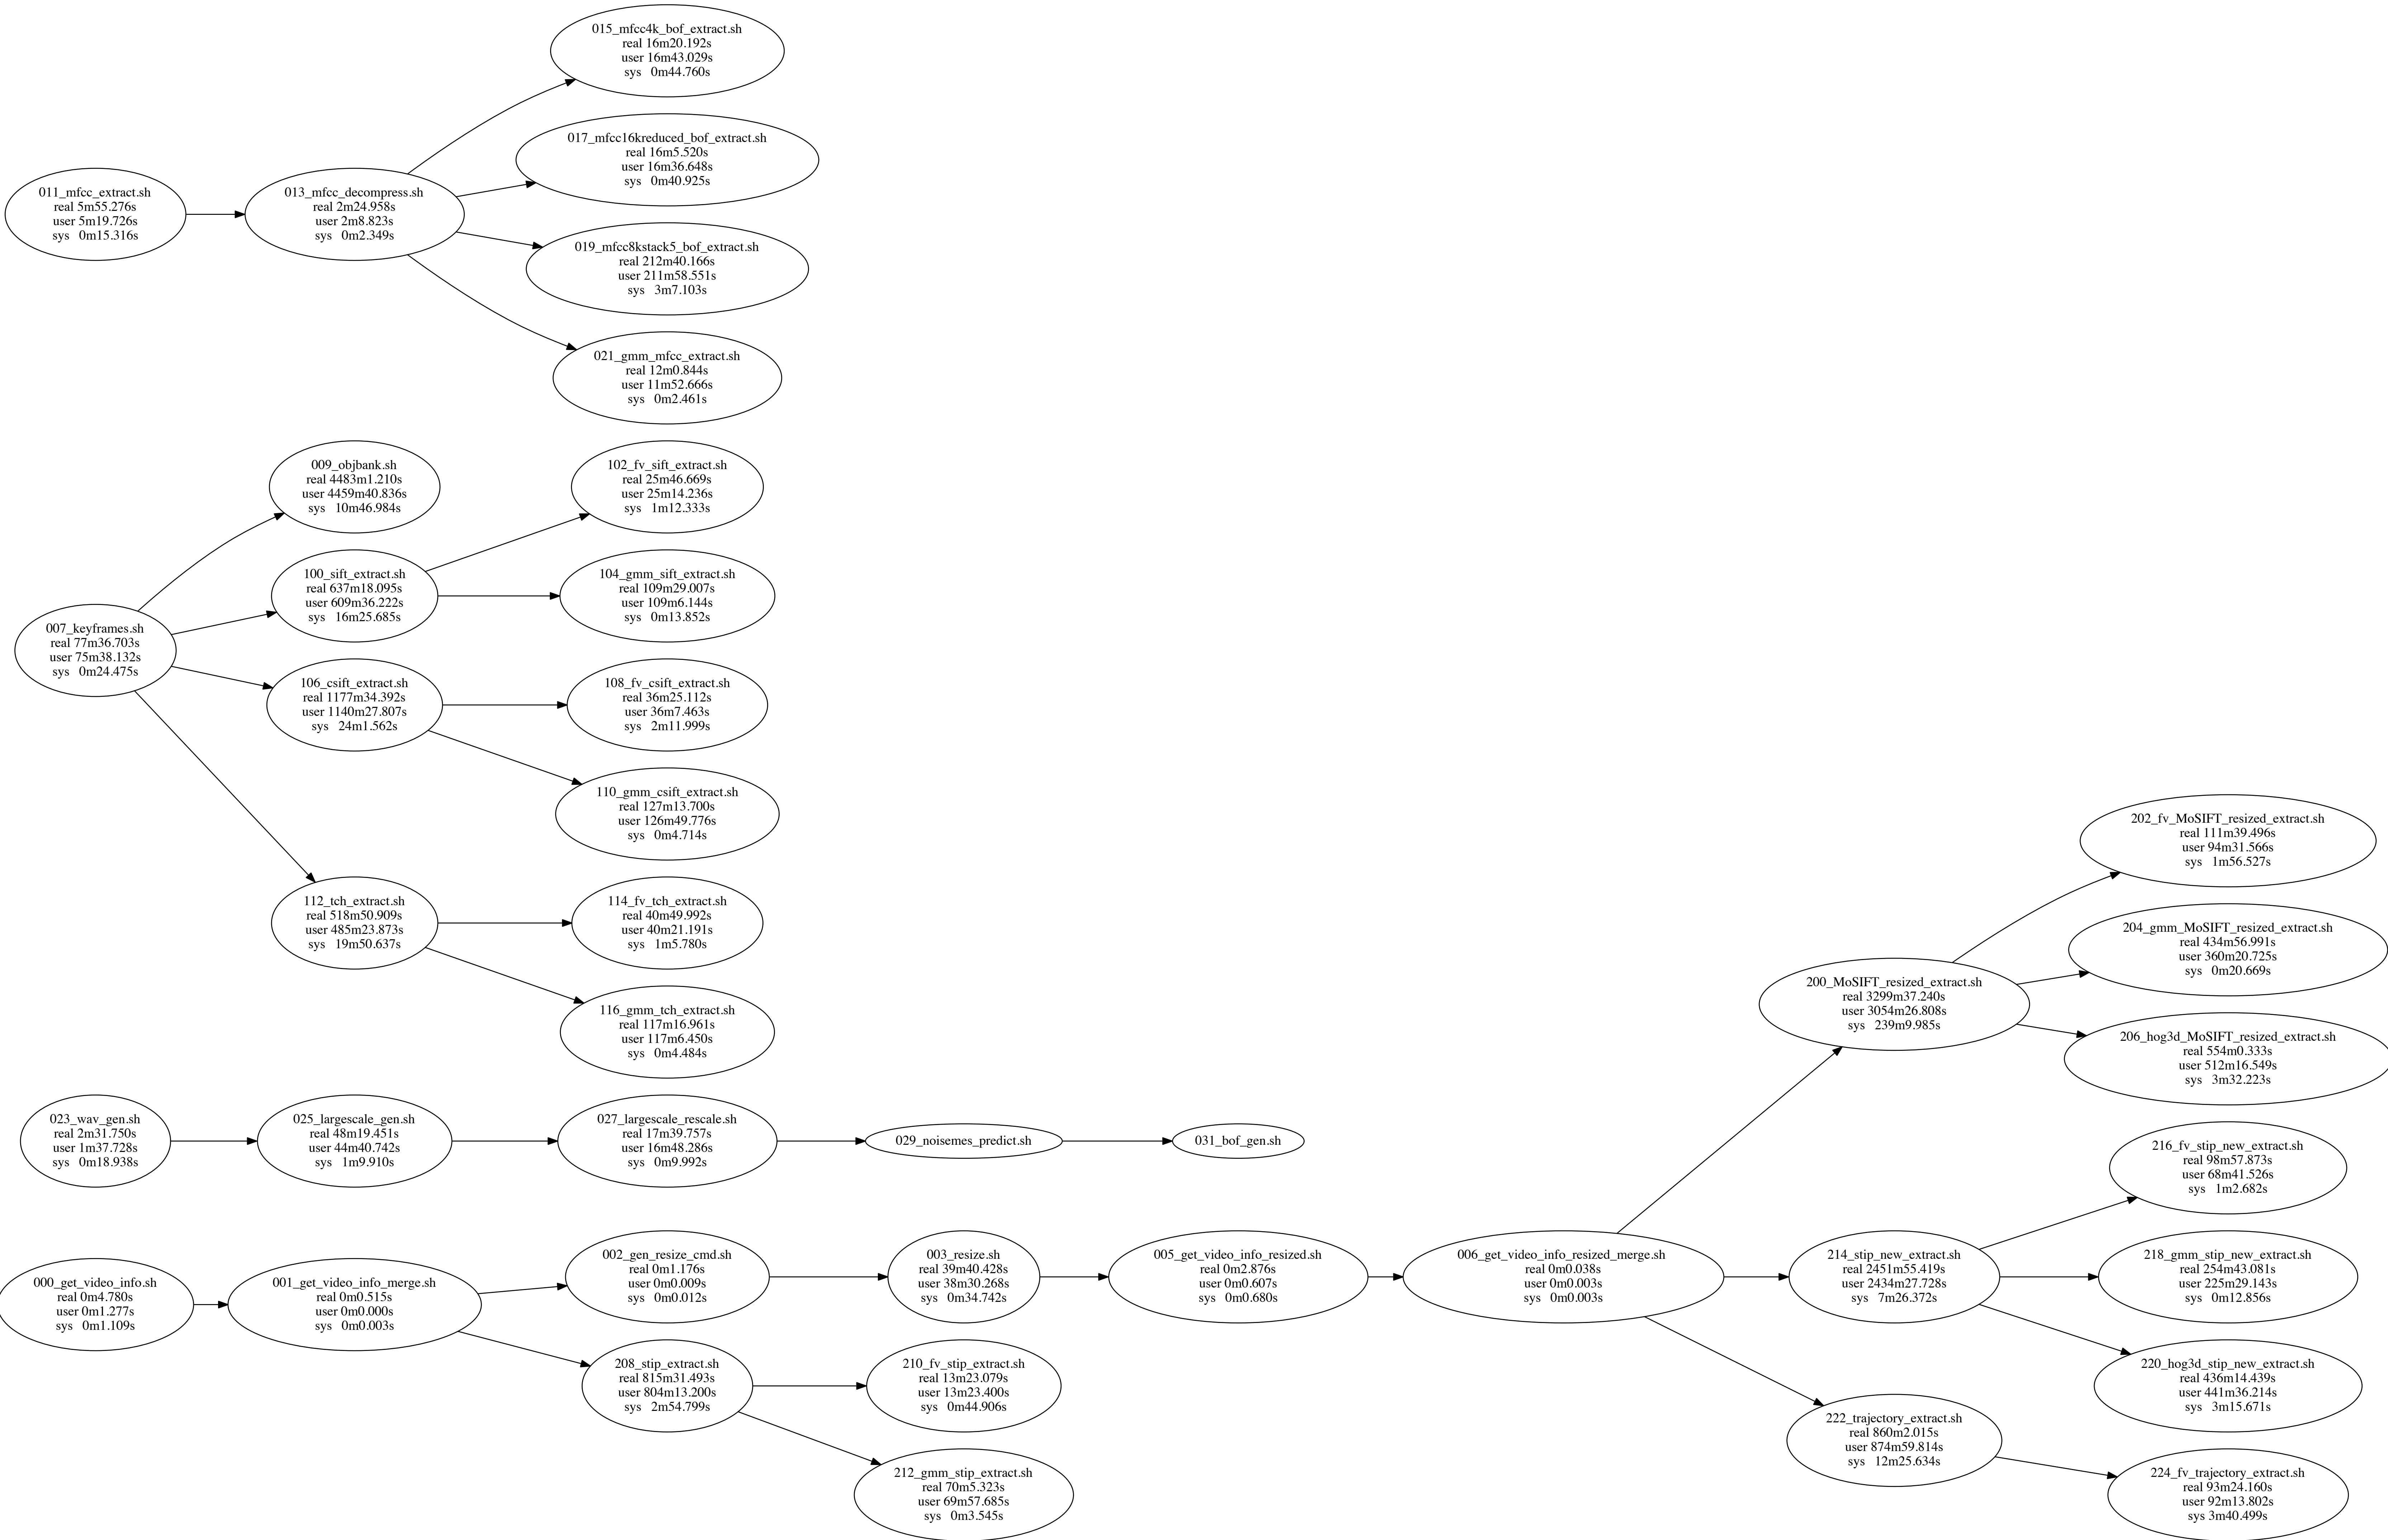 015_mfcc4k_bof_extract.sh
real 16m20.192s
user 16m43.029s
sys 0m44.760s
017_mfcc16kreduced_bof_extract.sh
real 16m5.520s
user 16m36.648s
sys 0m40.925s
011_mfcc_extract.sh
real 5m55.276s
user 5m19.726s
sys 0m15.316s
013_mfcc_decompress.sh
real 2m24.958s
user 2m8.823s
sys 0m2.349s
019_mfcc8kstack5_bof_extract.sh
real 212m40.166s
user 211m58.551s
sys 3m7.103s
021_gmm_mfcc_extract.sh
real 12m0.844s
user 11m52.666s
sys 0m2.461s
009_objbank.sh
real 4483m1.210s
user 4459m40.836s
sys 10m46.984s
102_fv_sift_extract.sh
real 25m46.669s
user 25m14.236s
sys 1m12.333s
100_sift_extract.sh
real 637m18.095s
user 609m36.222s
sys 16m25.685s
104_gmm_sift_extract.sh
real 109m29.007s
user 109m6.144s
sys 0m13.852s
007_keyframes.sh
real 77m36.703s
user 75m38.132s
sys 0m24.475s
106_csift_extract.sh
real 1177m34.392s
user 1140m27.807s
sys 24m1.562s
108_fv_csift_extract.sh
real 36m25.112s
user 36m7.463s
sys 2m11.999s
110_gmm_csift_extract.sh
real 127m13.700s
user 126m49.776s
sys 0m4.714s
112_tch_extract.sh
real 518m50.909s
user 485m23.873s
sys 19m50.637s
114_fv_tch_extract.sh
real 40m49.992s
user 40m21.191s
sys 1m5.780s
116_gmm_tch_extract.sh
real 117m16.961s
user 117m6.450s
sys 0m4.484s
202_fv_MoSIFT_resized_extract.sh
real 111m39.496s
user 94m31.566s
sys 1m56.527s
204_gmm_MoSIFT_resized_extract.sh
real 434m56.991s
user 360m20.725s
sys 0m20.669s
200_MoSIFT_resized_extract.sh
real 3299m37.240s
user 3054m26.808s
sys 239m9.985s
206_hog3d_MoSIFT_resized_extract.sh
real 554m0.333s
user 512m16.549s
sys 3m32.223s
023_wav_gen.sh
real 2m31.750s
user 1m37.728s
sys 0m18.938s
025_largescale_gen.sh
real 48m19.451s
user 44m40.742s
sys 1m9.910s
027_largescale_rescale.sh
real 17m39.757s
user 16m48.286s
sys 0m9.992s
029_noisemes_predict.sh
031_bof_gen.sh
216_fv_stip_new_extract.sh
real 98m57.873s
user 68m41.526s
sys 1m2.682s
000_get_video_info.sh
real 0m4.780s
user 0m1.277s
sys 0m1.109s
001_get_video_info_merge.sh
real 0m0.515s
user 0m0.000s
sys 0m0.003s
002_gen_resize_cmd.sh
real 0m1.176s
user 0m0.009s
sys 0m0.012s
003_resize.sh
real 39m40.428s
user 38m30.268s
sys 0m34.742s
005_get_video_info_resized.sh
real 0m2.876s
user 0m0.607s
sys 0m0.680s
006_get_video_info_resized_merge.sh
real 0m0.038s
user 0m0.003s
sys 0m0.003s
214_stip_new_extract.sh
real 2451m55.419s
user 2434m27.728s
sys 7m26.372s
218_gmm_stip_new_extract.sh
real 254m43.081s
user 225m29.143s
sys 0m12.856s
208_stip_extract.sh
real 815m31.493s
user 804m13.200s
sys 2m54.799s
210_fv_stip_extract.sh
real 13m23.079s
user 13m23.400s
sys 0m44.906s
220_hog3d_stip_new_extract.sh
real 436m14.439s
user 441m36.214s
sys 3m15.671s
222_trajectory_extract.sh
real 860m2.015s
user 874m59.814s
sys 12m25.634s
212_gmm_stip_extract.sh
real 70m5.323s
user 69m57.685s
sys 0m3.545s
224_fv_trajectory_extract.sh
real 93m24.160s
user 92m13.802s
sys 3m40.499s